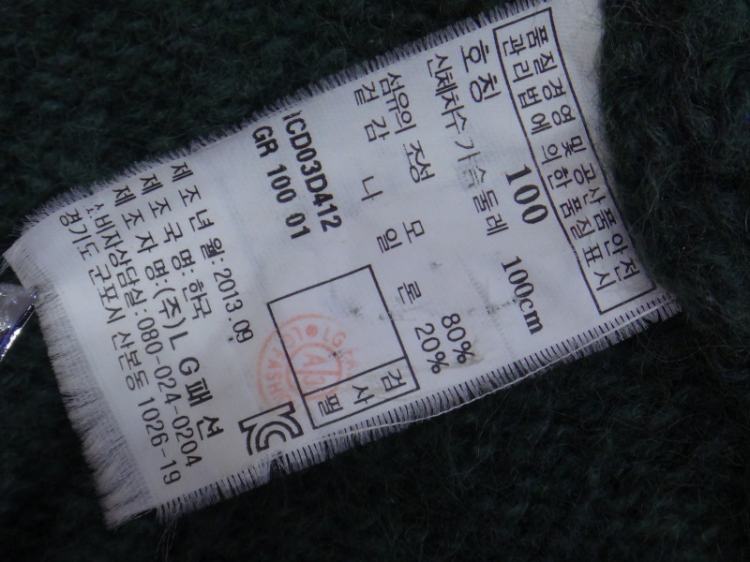 품질경영 및 공산품안전
관리법에 의한 품질표시
호칭 100
신체치수 가슴둘레 100cm
섬유의 조성
겉감 모 80%
나일론 20%
ICD03D412
GR 100 01
검사필
LG
제조년월: 2013.09
제조국명: 한국
제조자명:(주)LG패션
소비자상담실:080-024-0204
경기도 군포시 산본동 1026-19